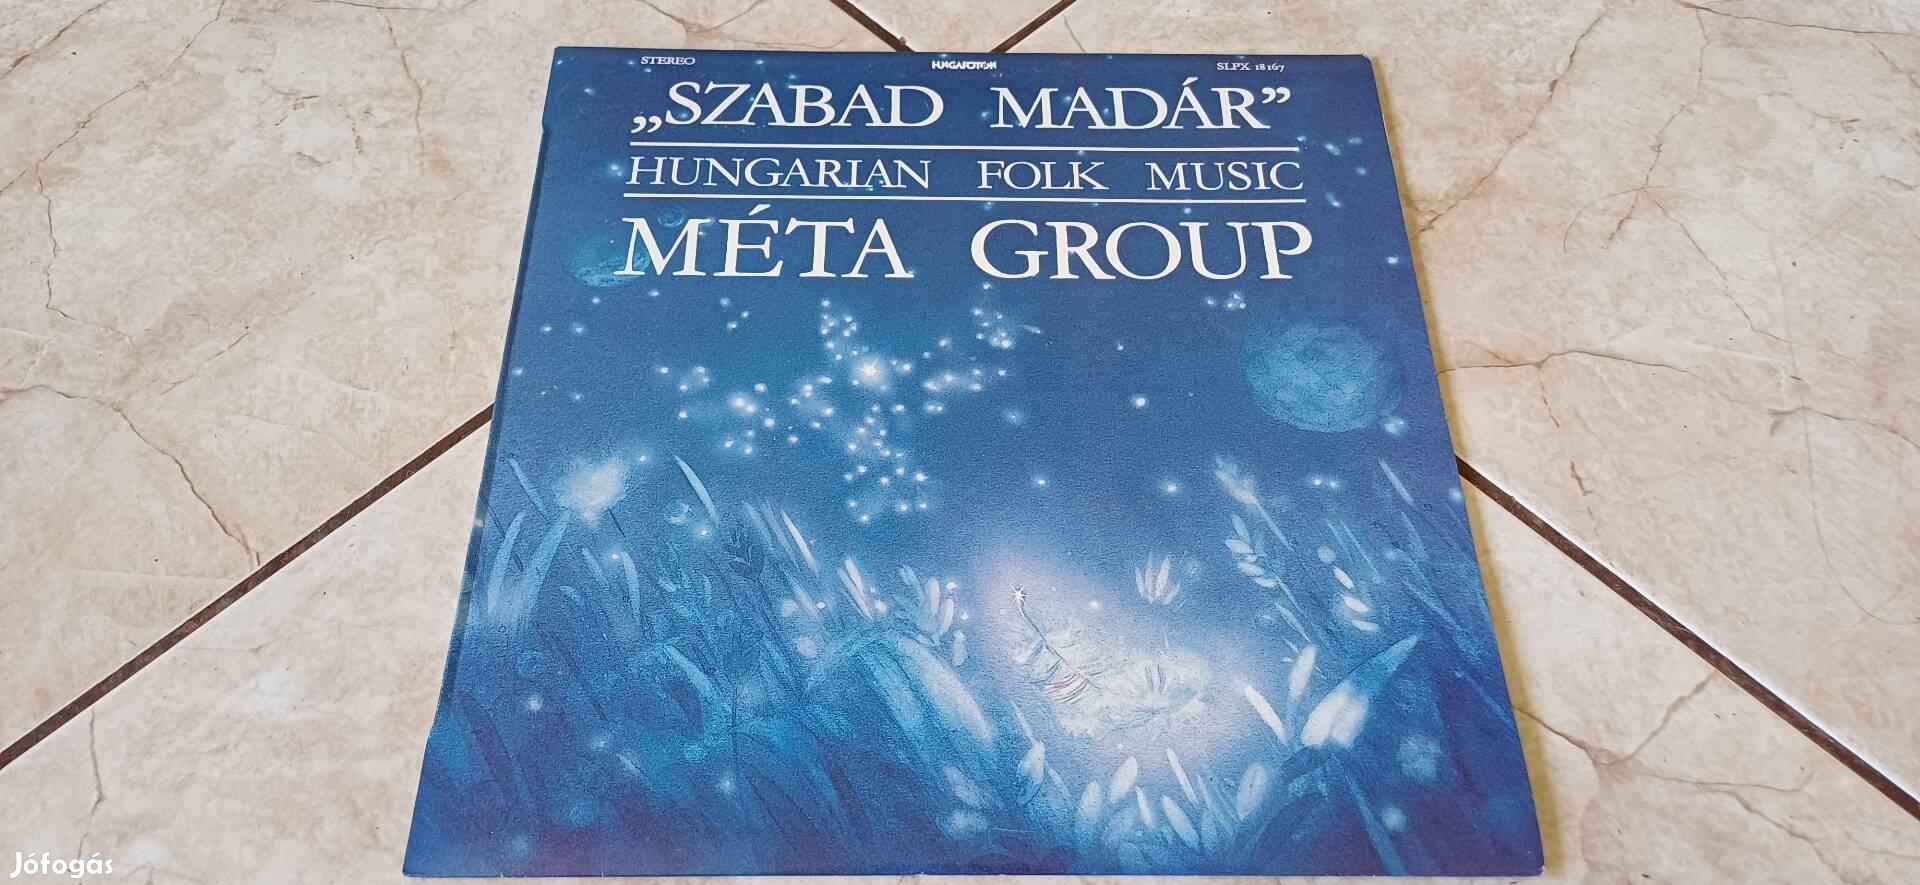 STEREO HUNGAROTON SLPX 18167
„SZABAD MADÁR”
HUNGARIAN FOLK MUSIC
MÉTA GROUP
Jófogás